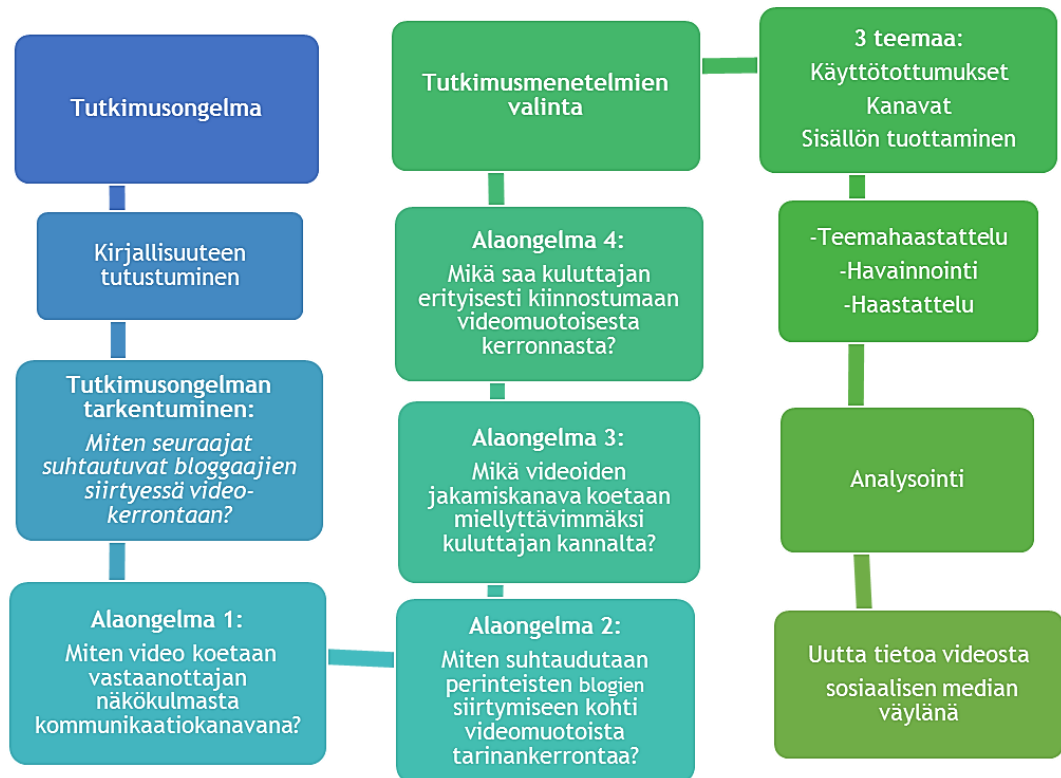 Tutkimusongelma
Kirjallisuuteen
tutustuminen
Tutkimusongelman
tarkentuminen:
Miten seuraajat
suhtautuvat bloggaajien
siirtyessä video-
kerrontaan?
Alaongelma 1:
Miten video koetaan
vastaanottajan
näkökulmasta
kommunikaatiokanavana?
Alaongelma 2:
Miten suhtaudutaan
perinteisten blogien
siirtymiseen kohti
videomuotoista
tarinankerrontaa?
Alaongelma 3:
Mikä videoiden
jakamiskanava koetaan
miellyttävimmäksi
kuluttajan kannalta?
Alaongelma 4:
Mikä saa kuluttajan
erityisesti kiinnostumaan
videomuotoisesta
kerronnasta?
Tutkimusmenetelmien
valinta
3 teemaa:
Käyttötottumukset
Kanavat
Sisällön tuottaminen
-Teemahaastattelu
-Havainnointi
-Haastattelu
Analysointi
Uutta tietoa videosta
sosiaalisen median
väylänä